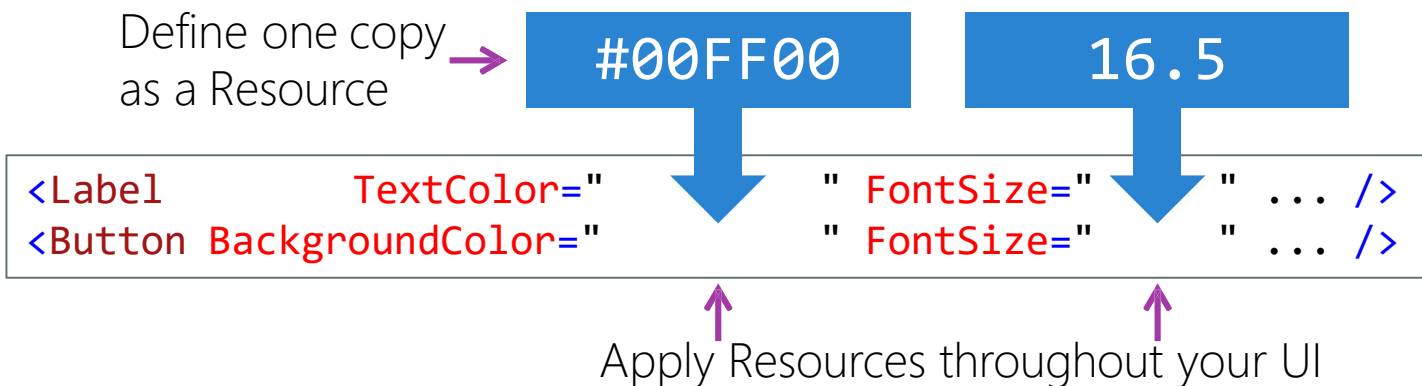 Define one copy
as a Resource
#00FF00
16.5
<Label TextColor=" " FontSize=" " ... />
<Button BackgroundColor=" " FontSize=" " ... />
Apply Resources throughout your UI